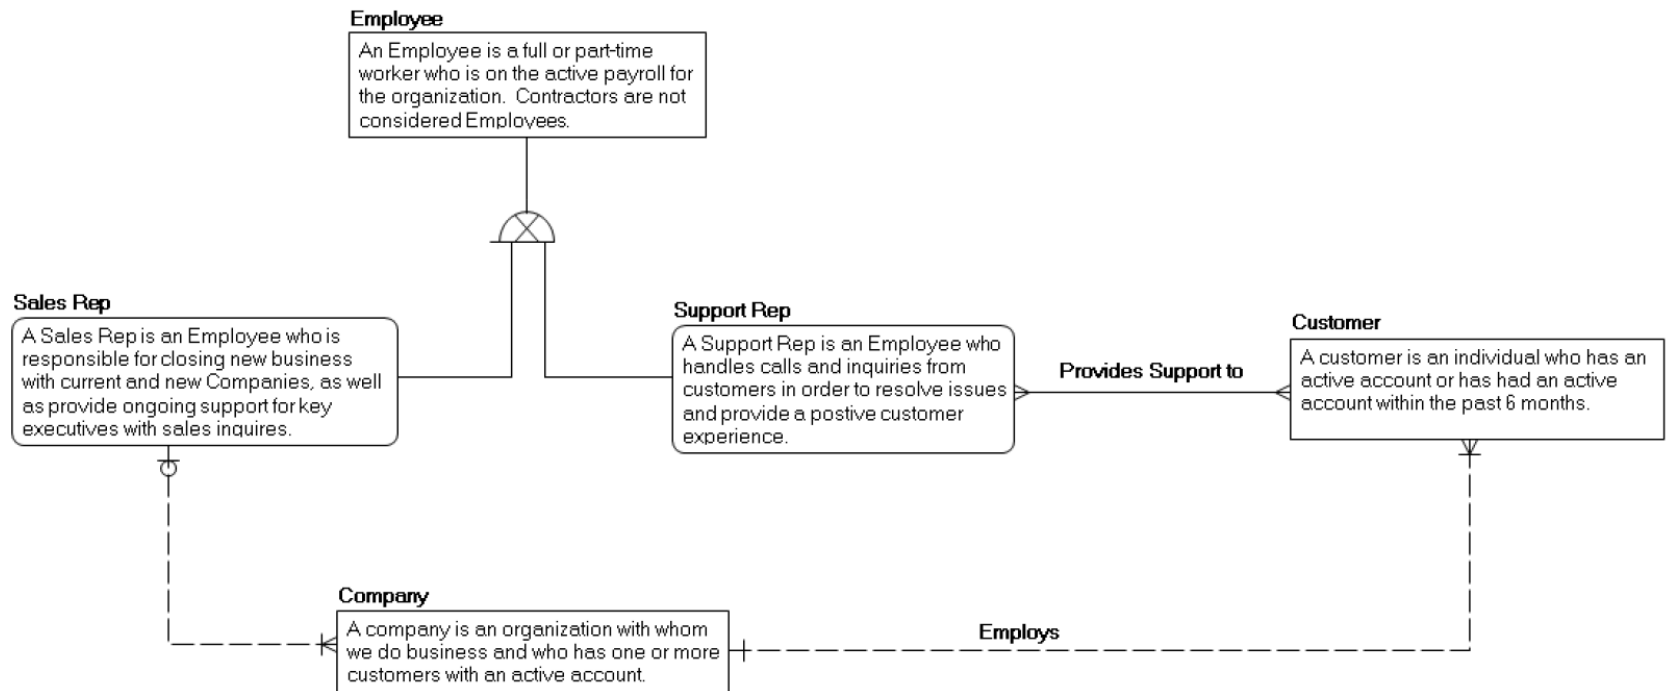 Employee
An Employee is a full or part-time
worker who is on the active payroll for
the organization.  Contractors are not
considered Employees.
Sales Rep
A Sales Rep is an Employee who is
responsible for closing new business
with current and new Companies, as well
as provide ongoing support for key
executives with sales inquires.
Support Rep
A Support Rep is an Employee who
handles calls and inquiries from
customers in order to resolve issues
and provide a postive customer
experience.
Provides Support to
Customer
A customer is an individual who has an
active account or has had an active
account within the past 6 months.
Company
A company is an organization with whom
we do business and who has one or more
customers with an active account.
Employs